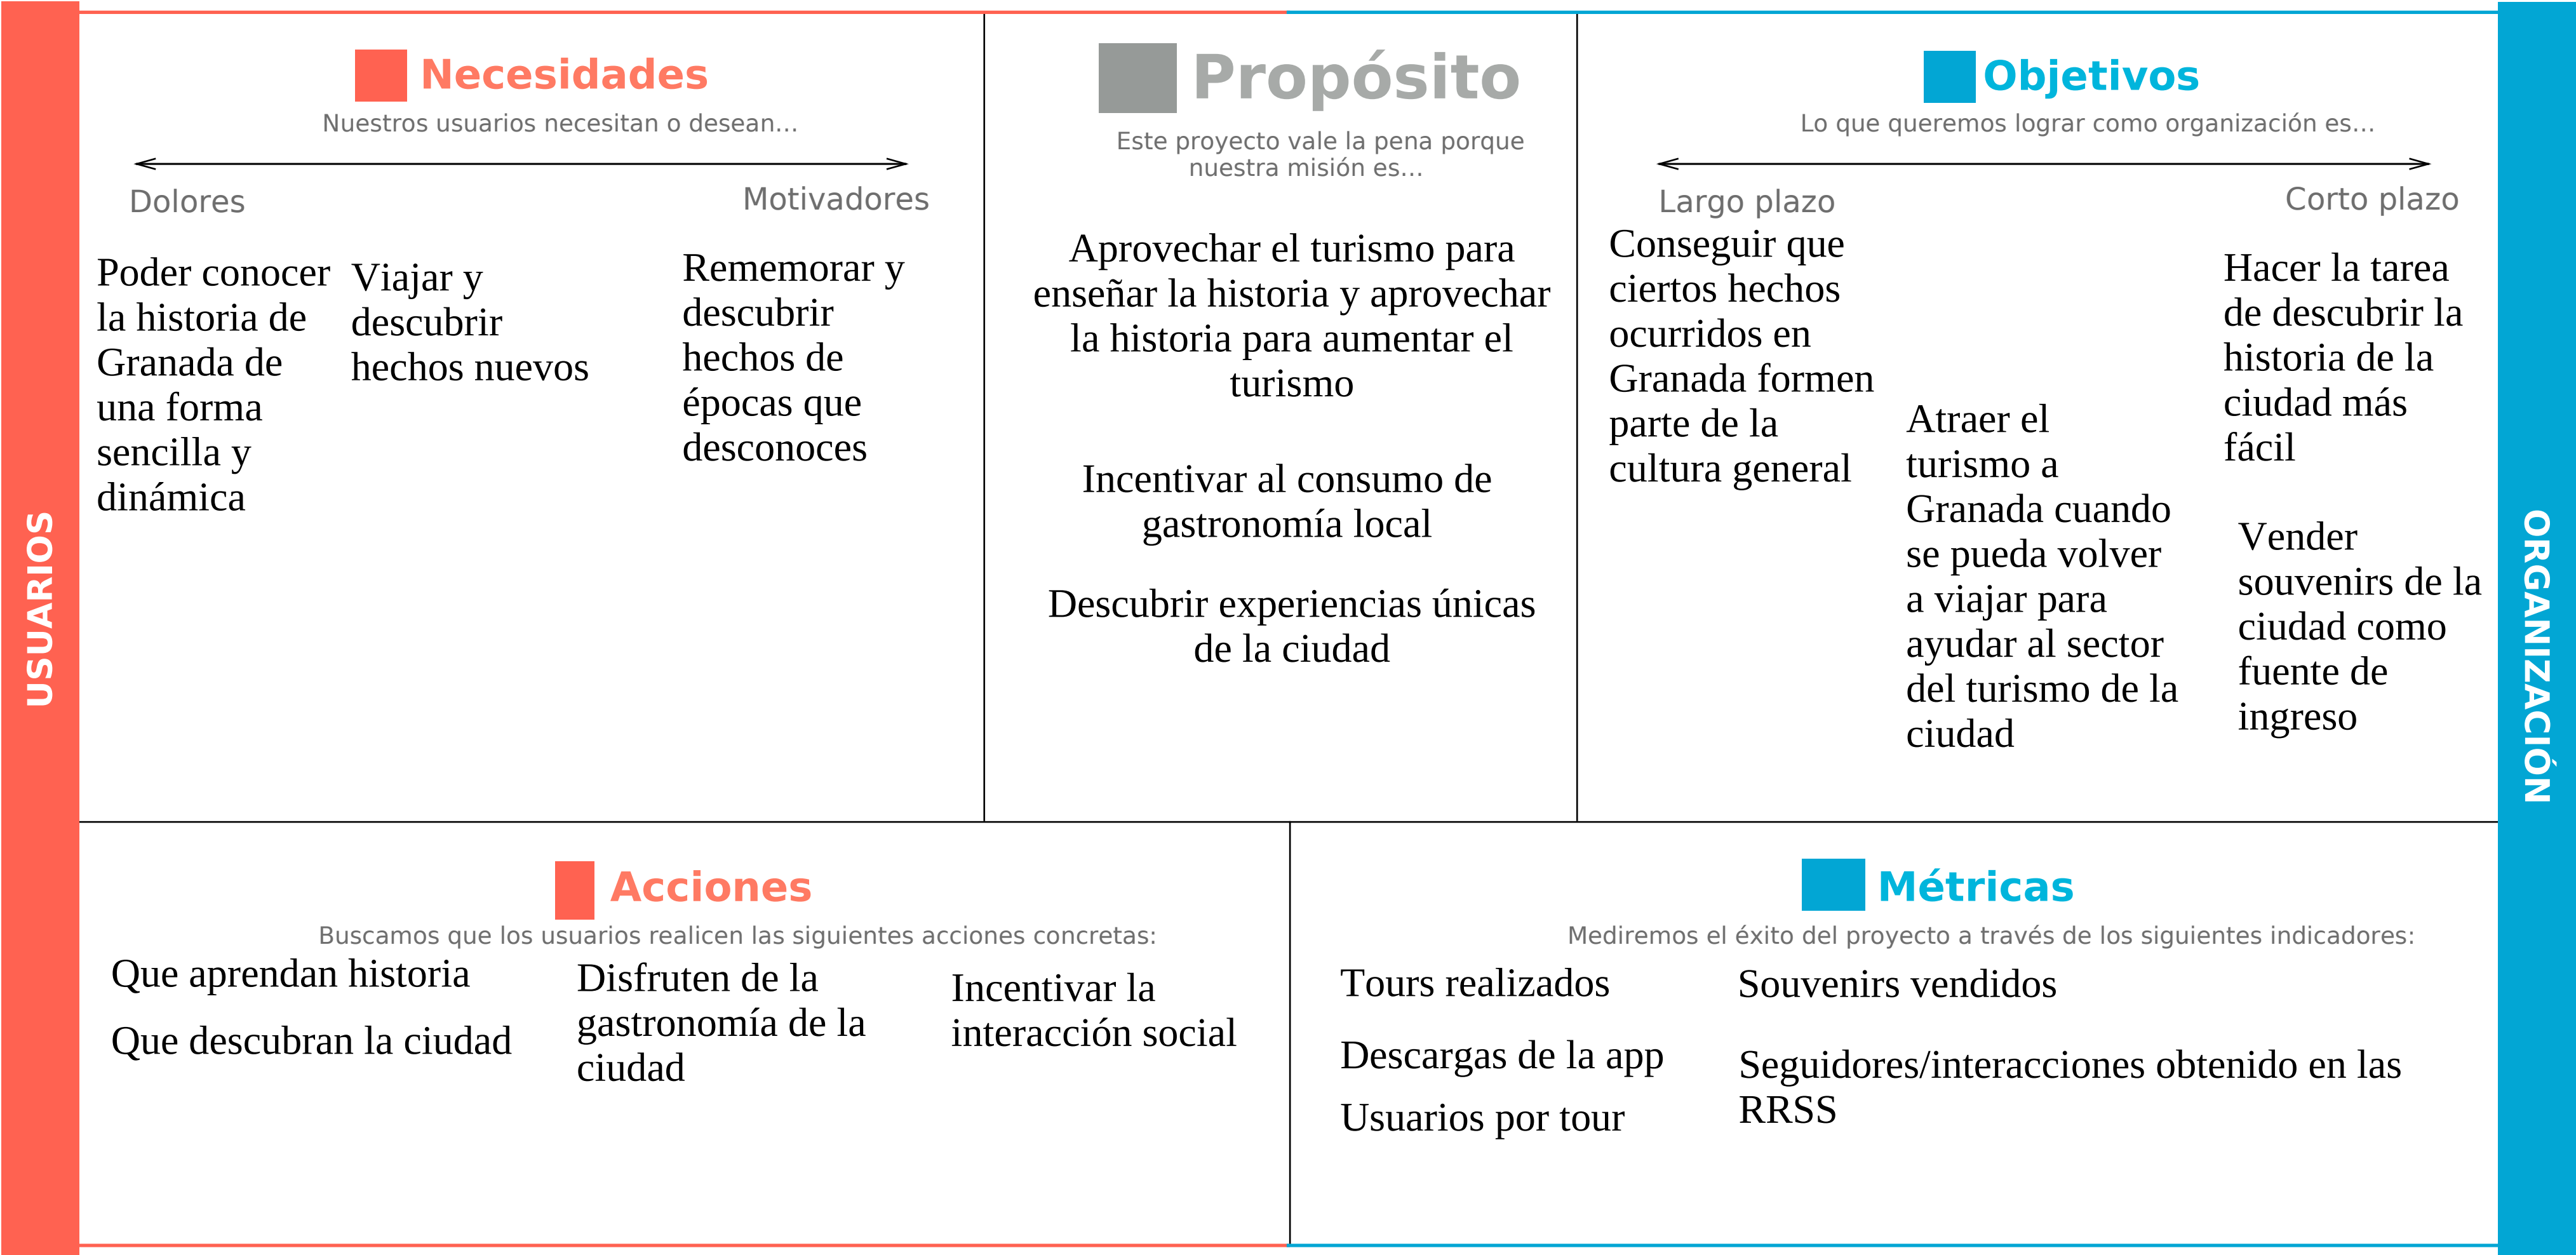 USUARIOS
Necesidades
Nuestros usuarios necesitan o desean...
Dolores
Motivadores
Poder conocer
la historia de
Granada de
una forma
sencilla y
dinámica
Viajar y
descubrir
hechos nuevos
Rememorar y
descubrir
hechos de
épocas que
desconoces
Propósito
Este proyecto vale la pena porque
nuestra misión es...
Aprovechar el turismo para
enseñar la historia y aprovechar
la historia para aumentar el
turismo
Incentivar al consumo de
gastronomía local
Descubrir experiencias únicas
de la ciudad
Objetivos
Lo que queremos lograr como organización es...
Largo plazo
Corto plazo
Conseguir que
ciertos hechos
ocurridos en
Granada formen
parte de la
cultura general
Atraer el
turismo a
Granada cuando
se pueda volver
a viajar para
ayudar al sector
del turismo de la
ciudad
Hacer la tarea
de descubrir la
historia de la
ciudad más
fácil
Vender
souvenirs de la
ciudad como
fuente de
ingreso
ORGANIZACIÓN
Acciones
Buscamos que los usuarios realicen las siguientes acciones concretas:
Que aprendan historia
Que descubran la ciudad
Disfruten de la
gastronomía de la
ciudad
Incentivar la
interacción social
Métricas
Mediremos el éxito del proyecto a través de los siguientes indicadores:
Tours realizados
Descargas de la app
Usuarios por tour
Souvenirs vendidos
Seguidores/interacciones obtenido en las
RRSS